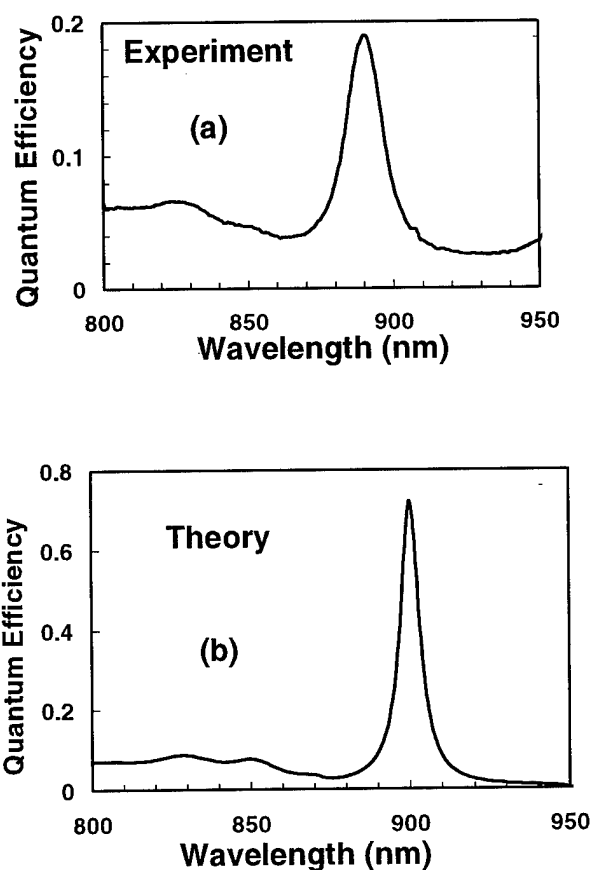 0.2
Experiment
(a)
0.1
0
Quantum Efficiency
800 850 900 950
Wavelength (nm)
0.8
Theory
0.6
(b)
0.4
0.2
0
Quantum Efficiency
800 850 900 950
Wavelength (nm)